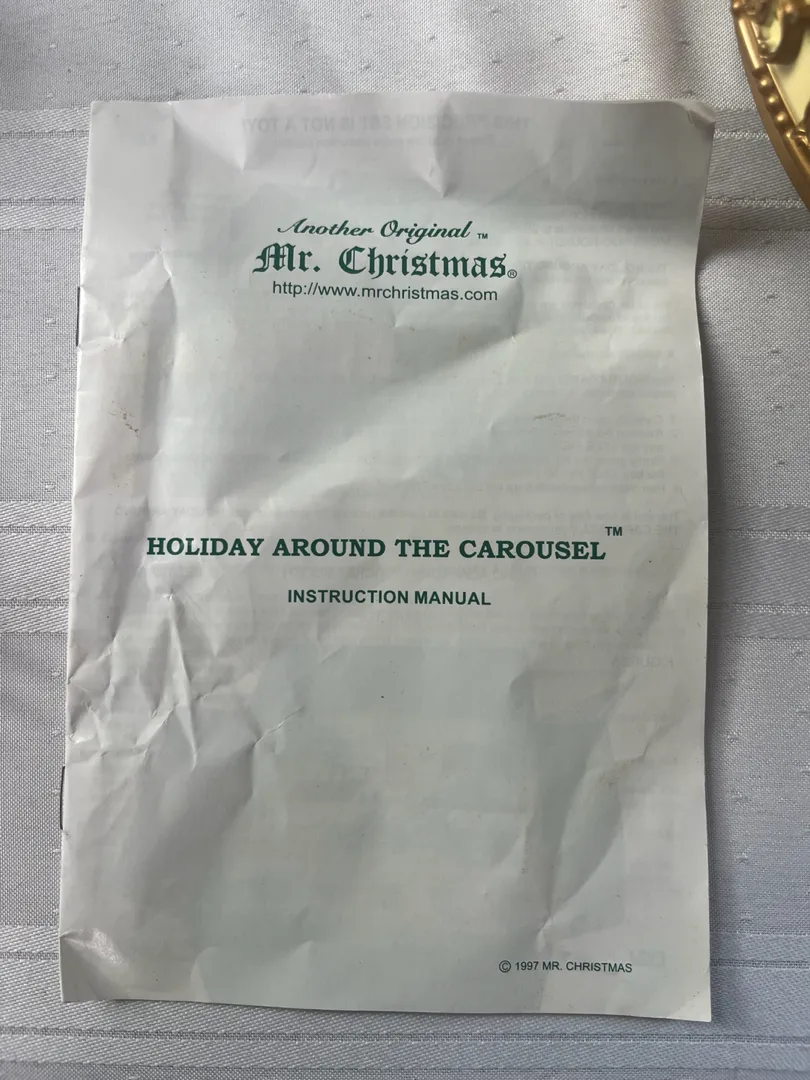 Another Original ™
Mr. Christmas®
http://www.mrchristmas.com
HOLIDAY AROUND THE CAROUSEL™
INSTRUCTION MANUAL
© 1997 MR. CHRISTMAS